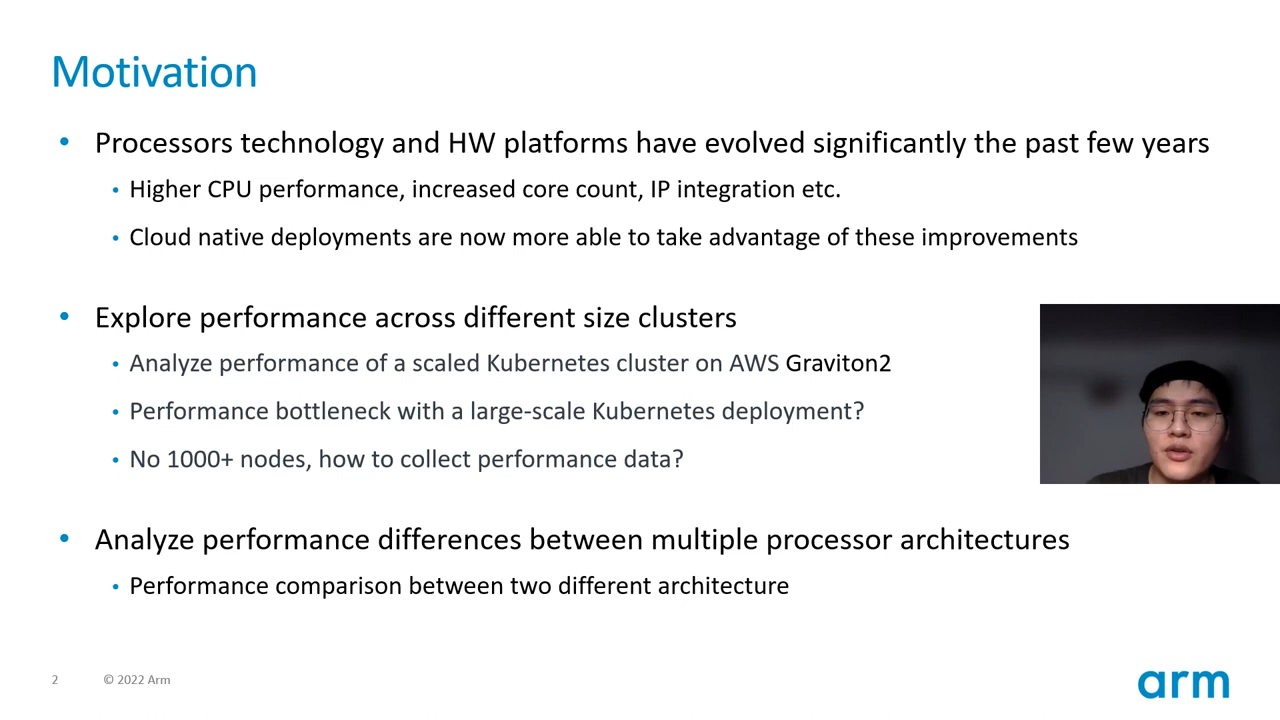 Motivation
• Processors technology and HW platforms have evolved significantly the past few years
• Higher CPU performance, increased core count, IP integration etc.
• Cloud native deployments are now more able to take advantage of these improvements
• Explore performance across different size clusters
• Analyze performance of a scaled Kubernetes cluster on AWS Graviton2
• Performance bottleneck with a large-scale Kubernetes deployment?
• No 1000+ nodes, how to collect performance data?
• Analyze performance differences between multiple processor architectures
• Performance comparison between two different architecture
2 © 2022 Arm
arm